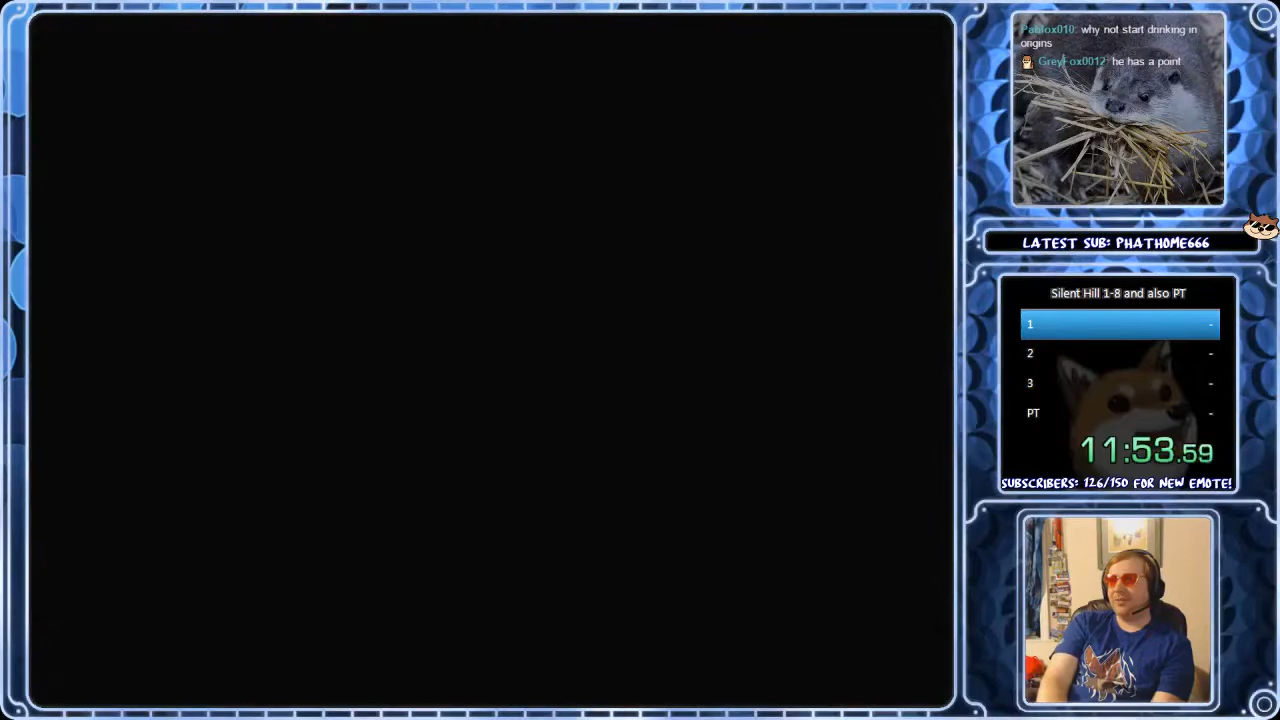 Pablox010: why not start drinking in
origins
GreyFox0012: he has a point
LATEST SUB: PHATHOME666
Silent Hill 1-8 and also PT
1 -
2 -
3 -
PT -
11:53.59
SUBSCRIBERS: 126/150 FOR NEW EMOTE!